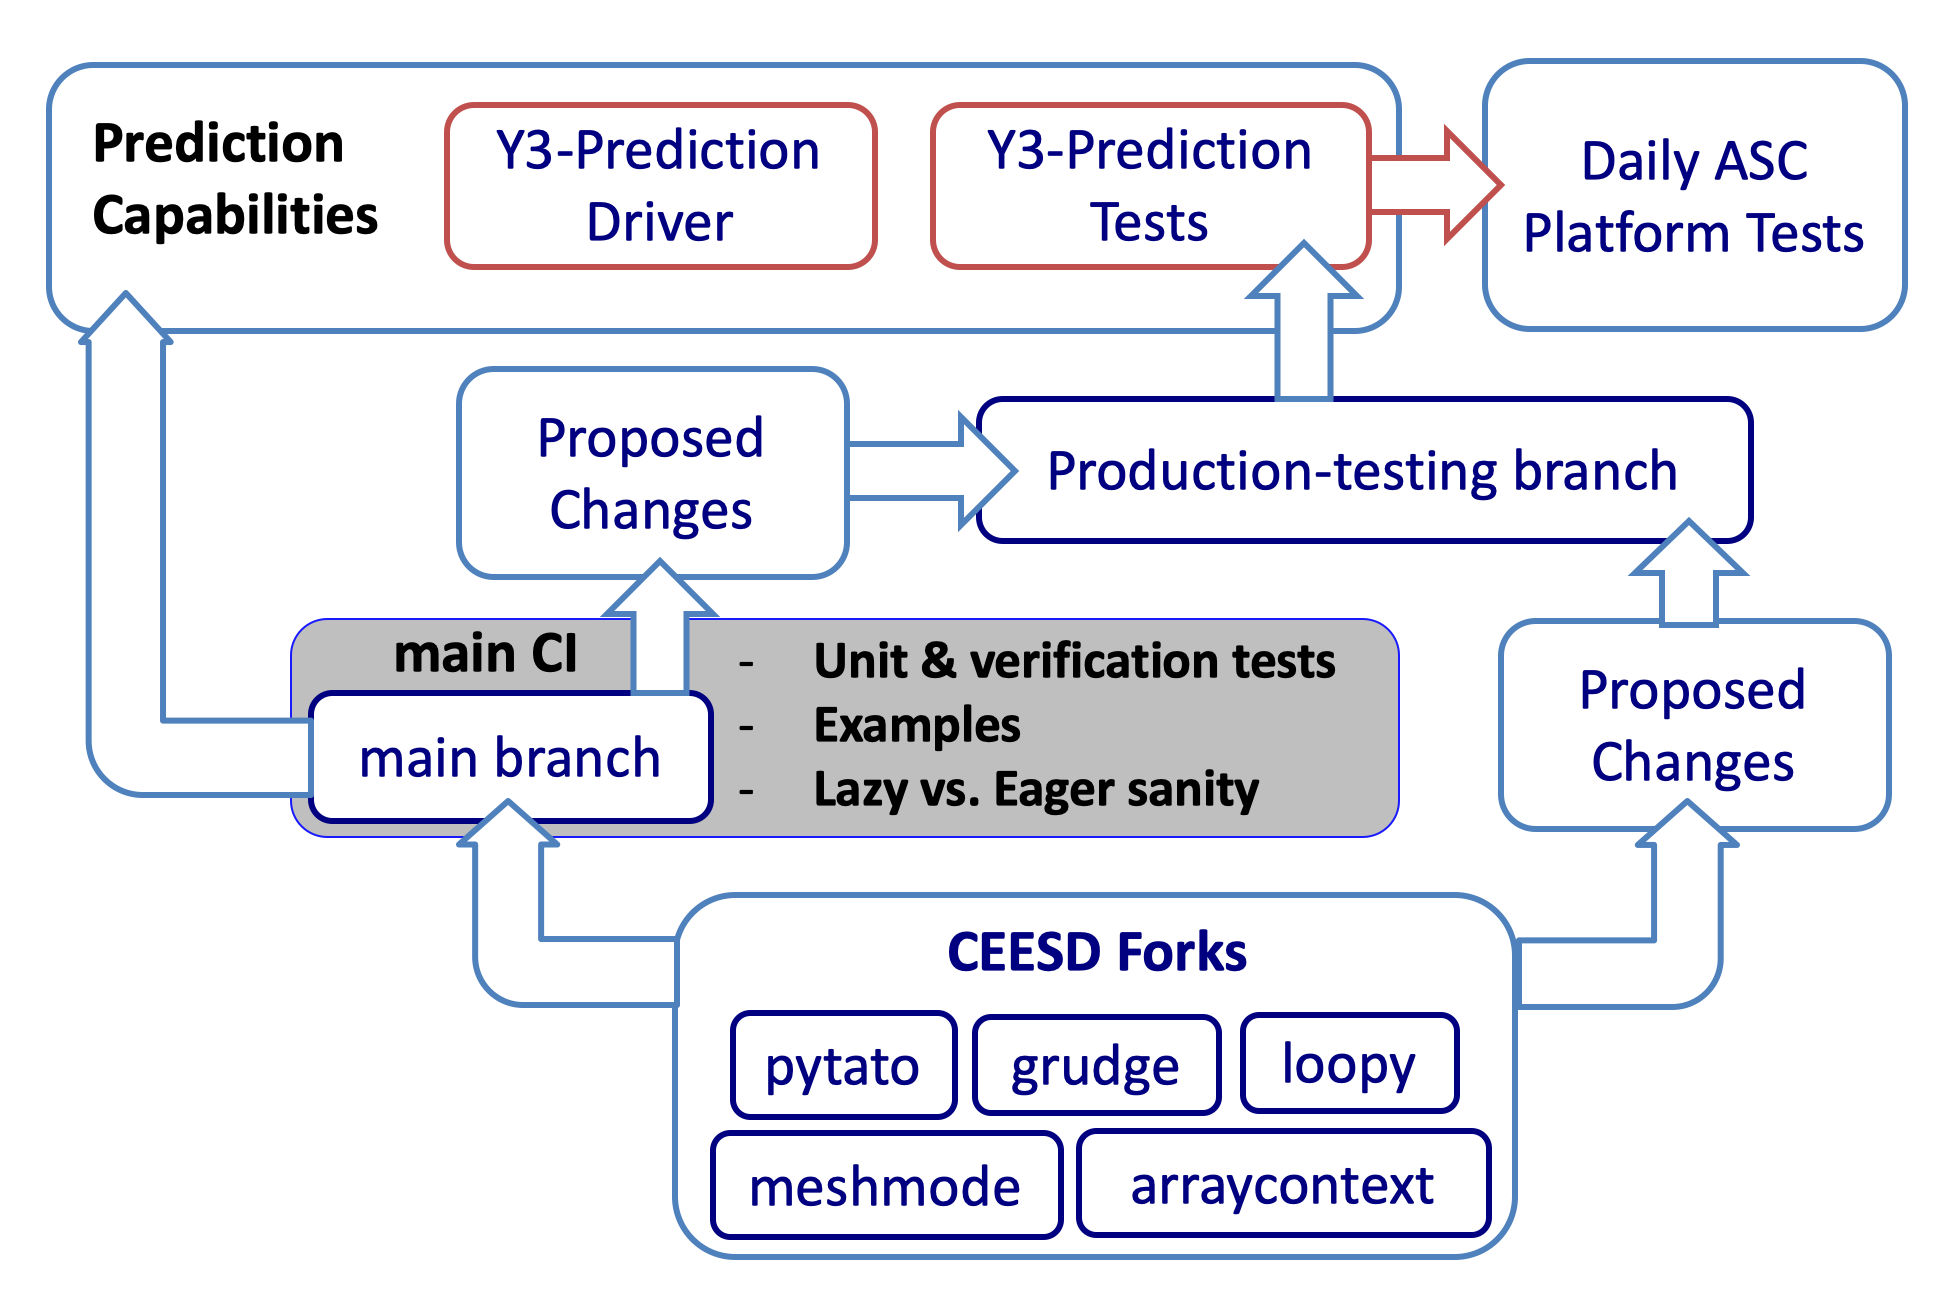 Prediction
Capabilities
Y3-Prediction
Driver
Y3-Prediction
Tests
Daily ASC
Platform Tests
Proposed
Changes
Production-testing branch
main CI
- Unit & verification tests
- Examples
- Lazy vs. Eager sanity
main branch
Proposed
Changes
CEESD Forks
pytato
grudge
loopy
meshmode
arraycontext